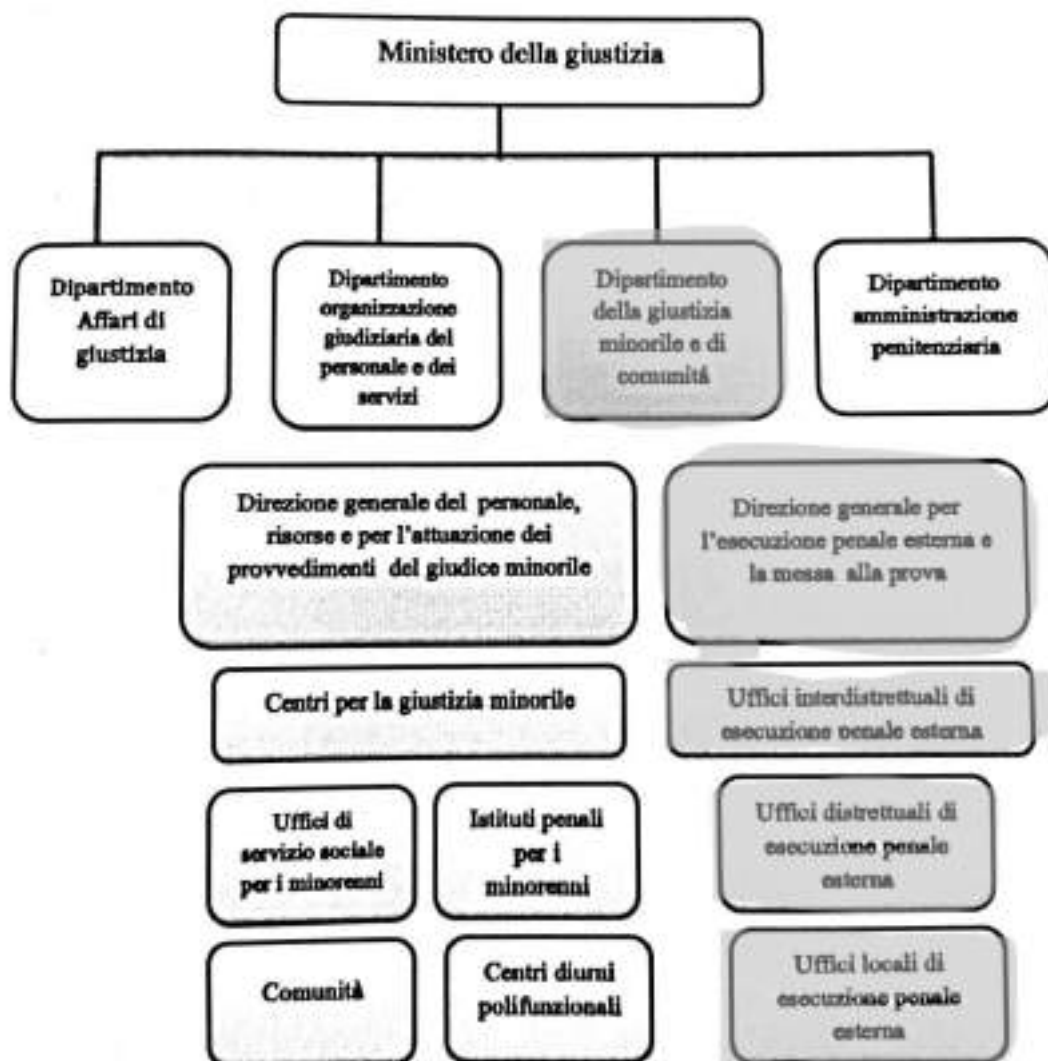 Ministero della giustizia
Dipartimento
Affari di
giustizia
Dipartimento
organizzazione
giudiziaria del
personale e dei
servizi
Dipartimento
della giustizia
minorile e di
comunitá
Dipartimento
amministrazione
penitenziaria
Direzione generale del personale,
risorse e per l'attuazione dei
provvedimenti del giudice minorile
Direzione generale per
l'esecuzione penale esterna e
la messa alla prova
Centri per la giustizia minorile
Uffici interdistrettuali di
esecuzione penale esterna
Uffici di
servizio sociale
per i minorenni
Istituti penali
per i
minorenni
Uffici distrettuali di
esecuzione penale
esterna
Comunità
Centri diurni
polifunzionali
Uffici locali di
esecuzione penale
esterna